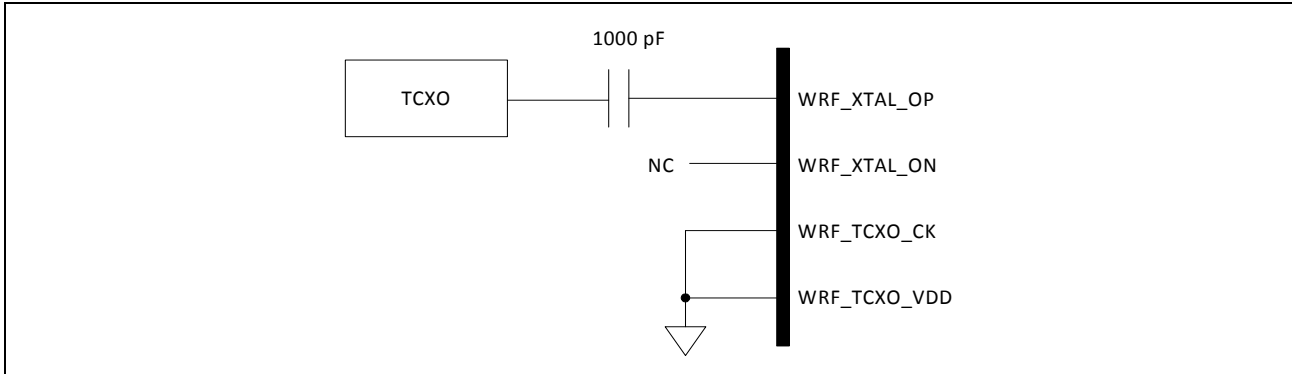 1000 pF
TCXO
WRF_XTAL_OP
NC
WRF_XTAL_ON
WRF_TCXO_CK
WRF_TCXO_VDD